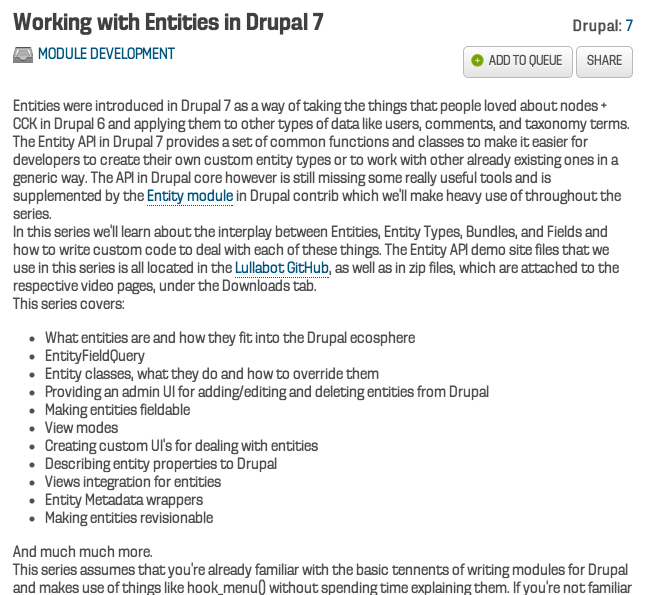 Working with Entities in Drupal 7
Drupal: 7
MODULE DEVELOPMENT
ADD TO QUEUE
SHARE
Entities were introduced in Drupal 7 as a way of taking the things that people loved about nodes +
CCK in Drupal 6 and applying them to other types of data like users, comments, and taxonomy terms.
The Entity API in Drupal 7 provides a set of common functions and classes to make it easier for
developers to create their own custom entity types or to work with other already existing ones in a
generic way. The API in Drupal core however is still missing some really useful tools and is
supplemented by the Entity module in Drupal contrib which we'll make heavy use of throughout the
series.
In this series we'll learn about the interplay between Entities, Entity Types, Bundles, and Fields and
how to write custom code to deal with each of these things. The Entity API demo site files that we
use in this series is all located in the Lullabot GitHub, as well as in zip files, which are attached to the
respective video pages, under the Downloads tab.
This series covers:
• What entities are and how they fit into the Drupal ecosphere
• EntityFieldQuery
• Entity classes, what they do and how to override them
• Providing an admin UI for adding/editing and deleting entities from Drupal
• Making entities fieldable
• View modes
• Creating custom UI's for dealing with entities
• Describing entity properties to Drupal
• Views integration for entities
• Entity Metadata wrappers
• Making entities revisionable
And much much more.
This series assumes that you're already familiar with the basic tennents of writing modules for Drupal
and makes use of things like hook_menu() without spending time explaining them. If you're not familiar